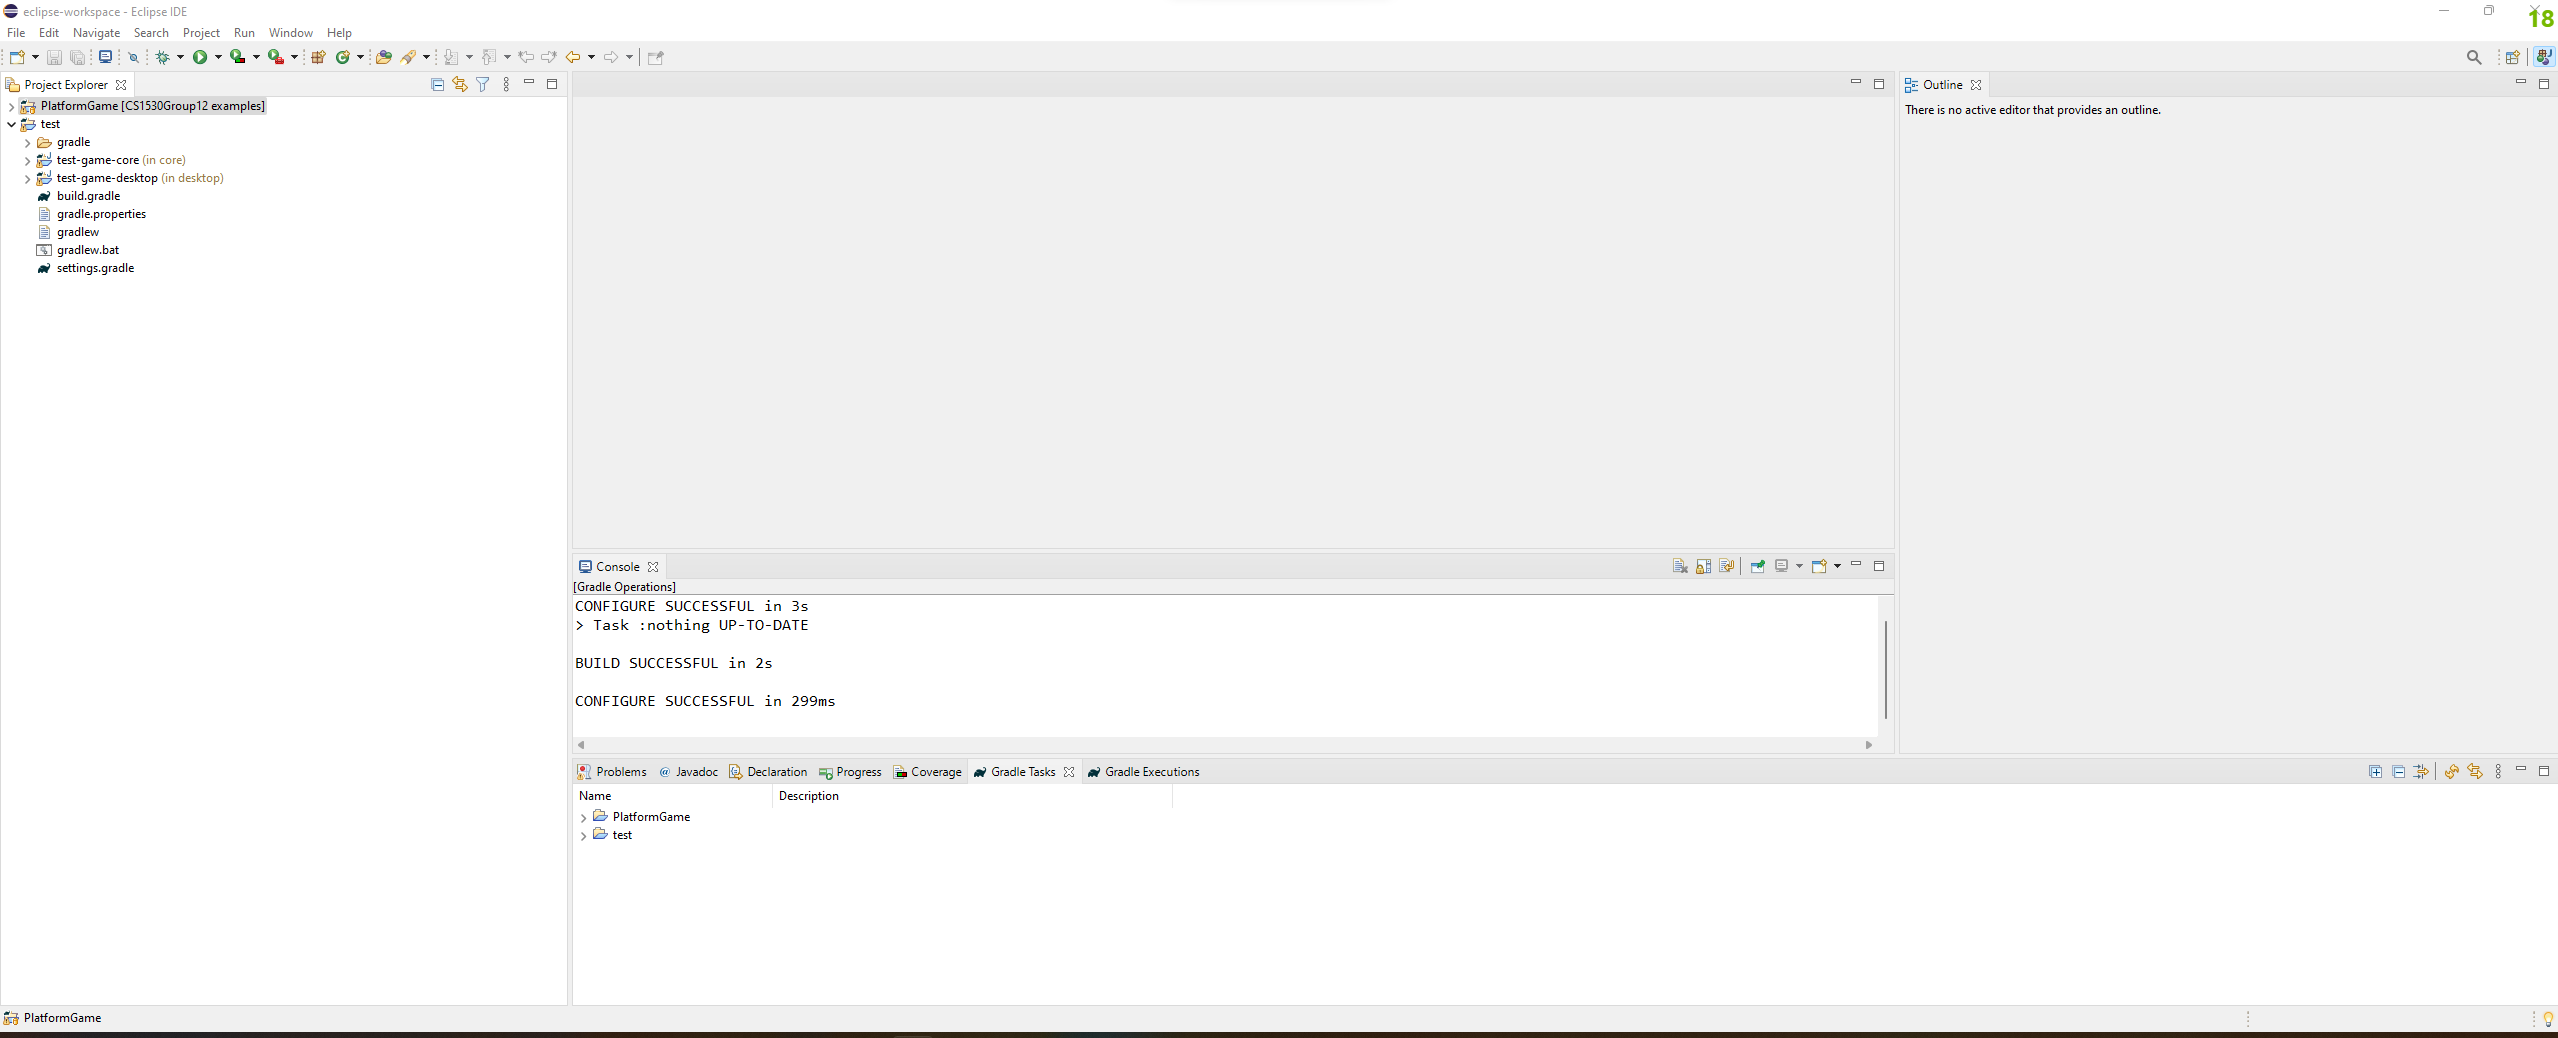 eclipse-workspace - Eclipse IDE
18
File Edit Navigate Search Project Run Window Help
Project Explorer
PlatformGame [CS1530Group12 examples]
test
gradle
test-game-core (in core)
test-game-desktop (in desktop)
build.gradle
gradle.properties
gradlew
gradlew.bat
settings.gradle
Outline
There is no active editor that provides an outline.
Console
[Gradle Operations]
CONFIGURE SUCCESSFUL in 3s
> Task :nothing UP-TO-DATE
BUILD SUCCESSFUL in 2s
CONFIGURE SUCCESSFUL in 299ms
Problems @ Javadoc Declaration Progress Coverage Gradle Tasks Gradle Executions
Name Description
PlatformGame
test
PlatformGame